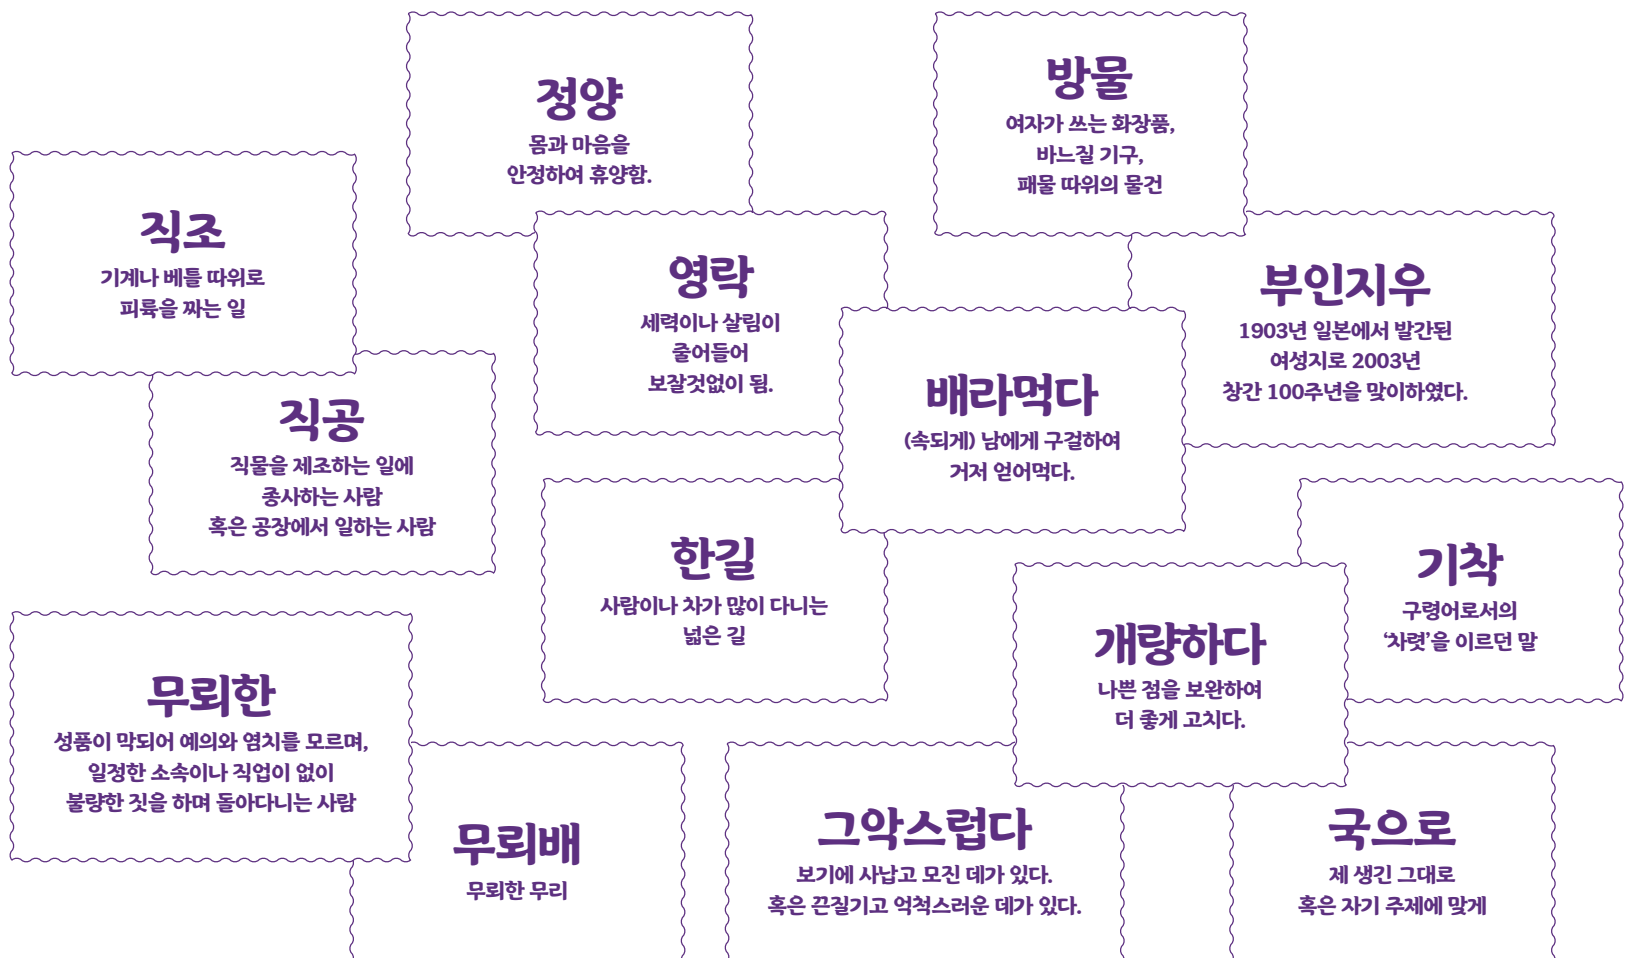 정양
몸과 마음을
안정하여 휴양함.
방물
여자가 쓰는 화장품,
바느질 기구,
패물 따위의 물건
직조
기계나 베틀 따위로
피륙을 짜는 일
영락
세력이나 살림이
줄어들어
보잘것없이 됨.
부인지우
1903년 일본에서 발간된
여성지로 2003년
창간 100주년을 맞이하였다.
배라먹다
(속되게) 남에게 구걸하여
거저 얻어먹다.
직공
직물을 제조하는 일에
종사하는 사람
혹은 공장에서 일하는 사람
한길
사람이나 차가 많이 다니는
넓은 길
기착
구령어로서의
‘차렷’을 이르던 말
개량하다
나쁜 점을 보완하여
더 좋게 고치다.
무뢰한
성품이 막되어 예의와 염치를 모르며,
일정한 소속이나 직업이 없이
불량한 짓을 하며 돌아다니는 사람
무뢰배
무뢰한 무리
그악스럽다
보기에 사납고 모진 데가 있다.
혹은 끈질기고 억척스러운 데가 있다.
국으로
제 생긴 그대로
혹은 자기 주제에 맞게